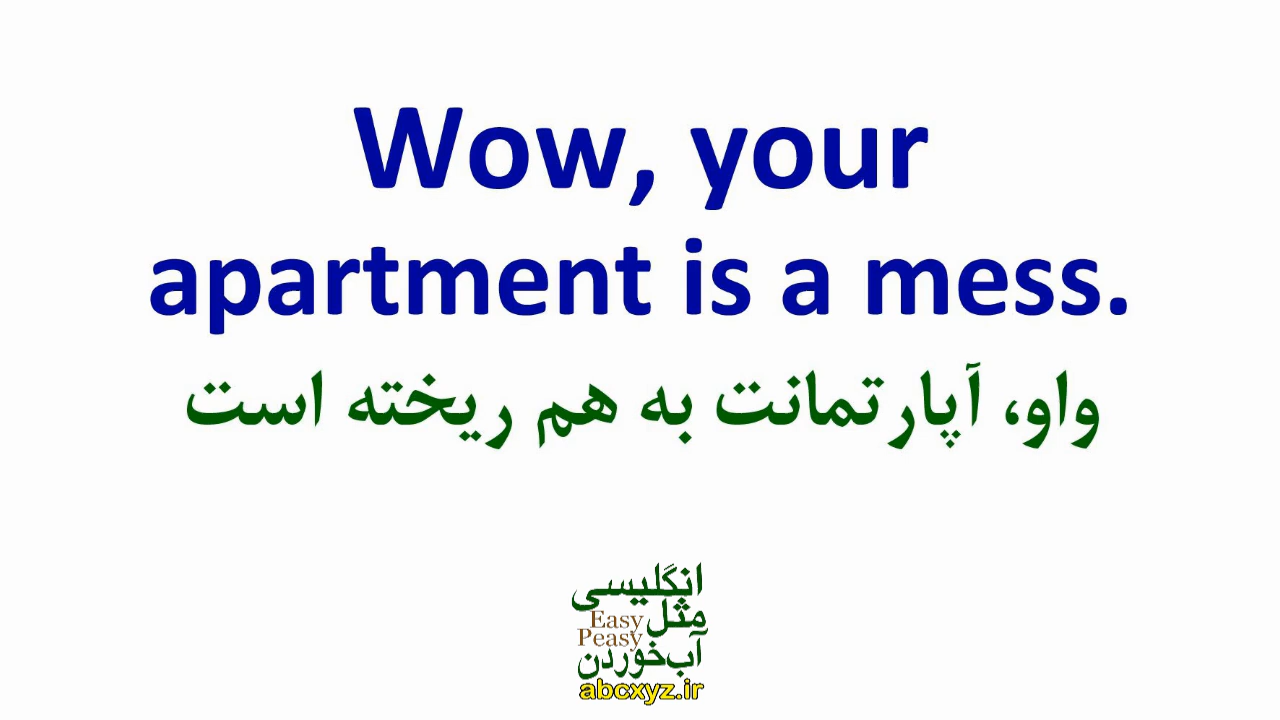 Wow, your
apartment is a mess.
واو، آپارتمانت به هم ریخته است
انگلیسی
مثل
Easy
Peasy
آب‌خوردن
abcxyz.ir